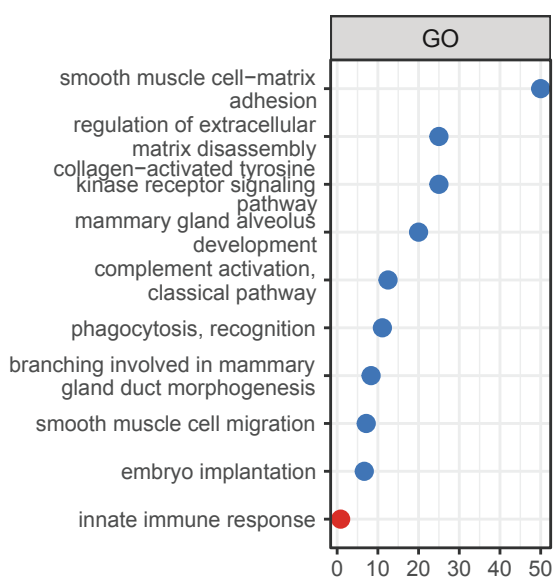 GO
smooth muscle cell−matrix
adhesion
regulation of extracellular
matrix disassembly
collagen−activated tyrosine
kinase receptor signaling
pathway
mammary gland alveolus
development
complement activation,
classical pathway
phagocytosis, recognition
branching involved in mammary
gland duct morphogenesis
smooth muscle cell migration
embryo implantation
innate immune response
0 10 20 30 40 50